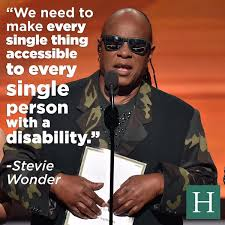 “We need to
make every
single thing
accessible
to every
single
person
with a
disability.”
-Stevie
Wonder
H